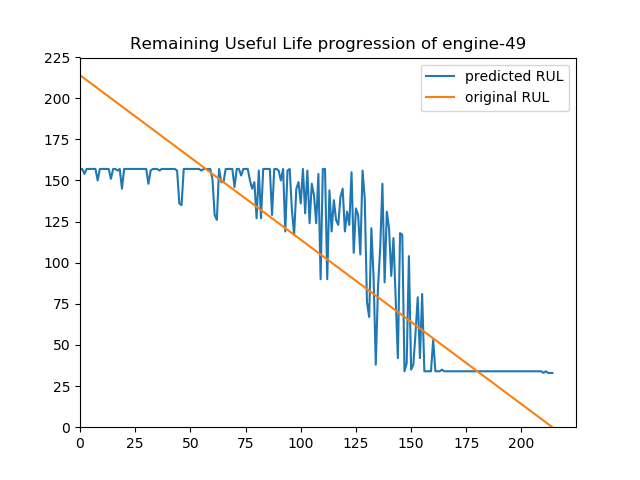 Remaining Useful Life progression of engine-49
225
200
175
150
125
100
75
50
25
0
predicted RUL
original RUL
0 25 50 75 100 125 150 175 200